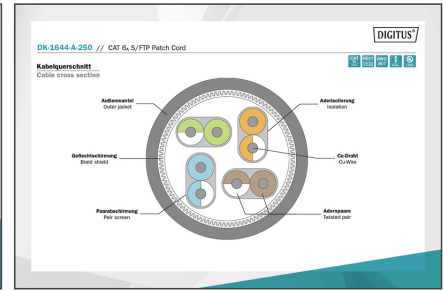 DIGITUS®
DK-1644-A-250 // CAT 6A S/FTP Patch Cord
Kabelquerschnitt
Cable cross section
Außenmantel
Outer jacket
Aderisolierung
Isolation
Geflechtschirmung
Braid shield
Cu-Draht
Cu-Wire
Paarabschirmung
Pair screen
Adernpaare
Twisted pair